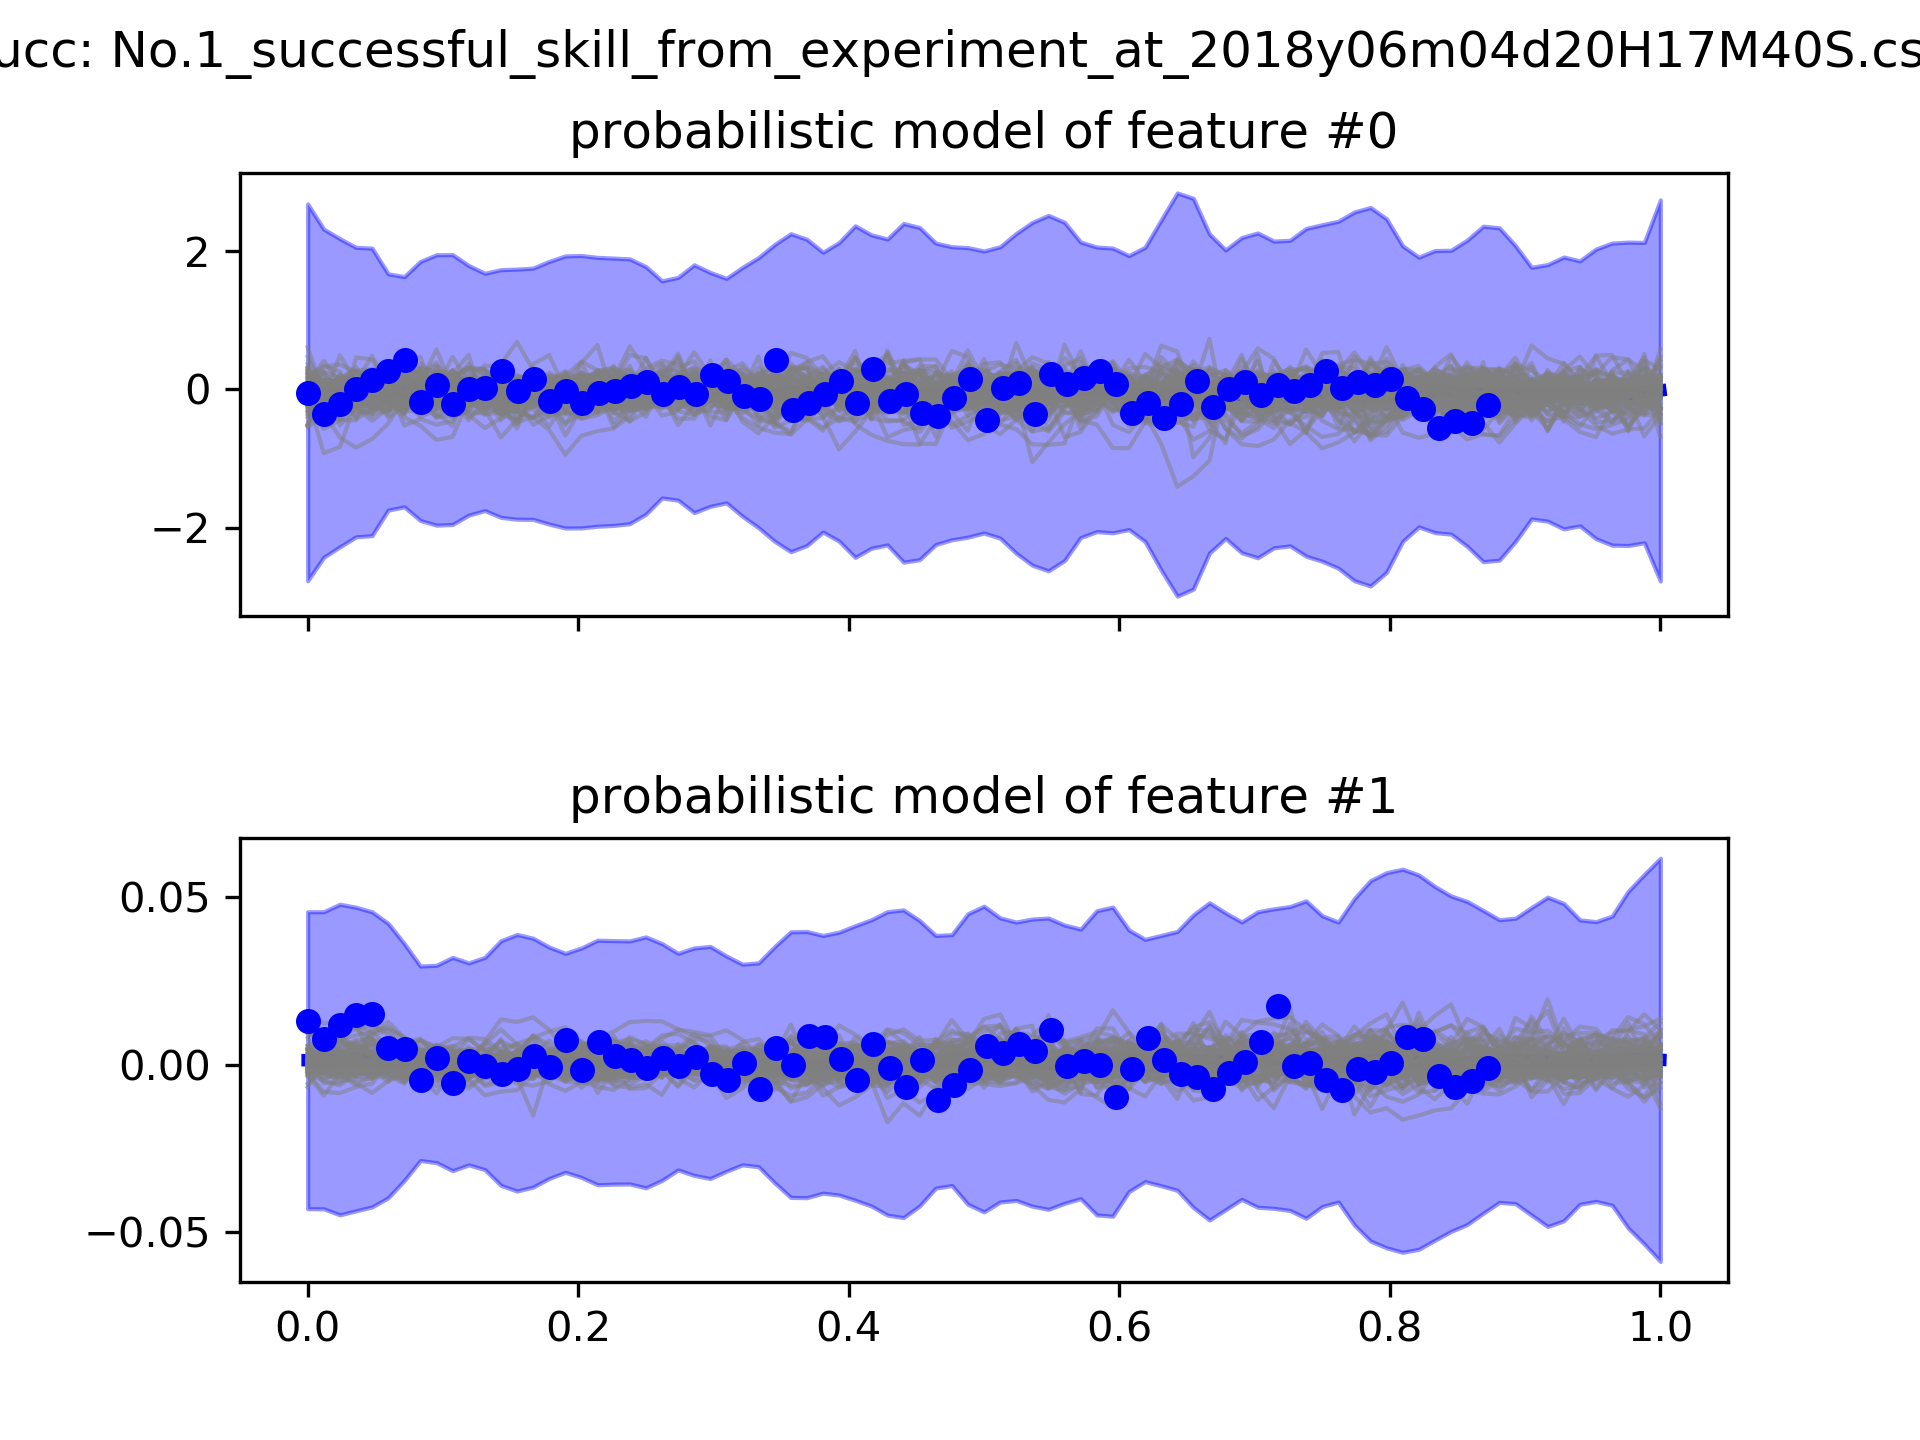 ucc: No.1_successful_skill_from_experiment_at_2018y06m04d20H17M40S.cs
probabilistic model of feature #0
2
0
−2
probabilistic model of feature #1
0.05
0.00
−0.05
0.0 0.2 0.4 0.6 0.8 1.0